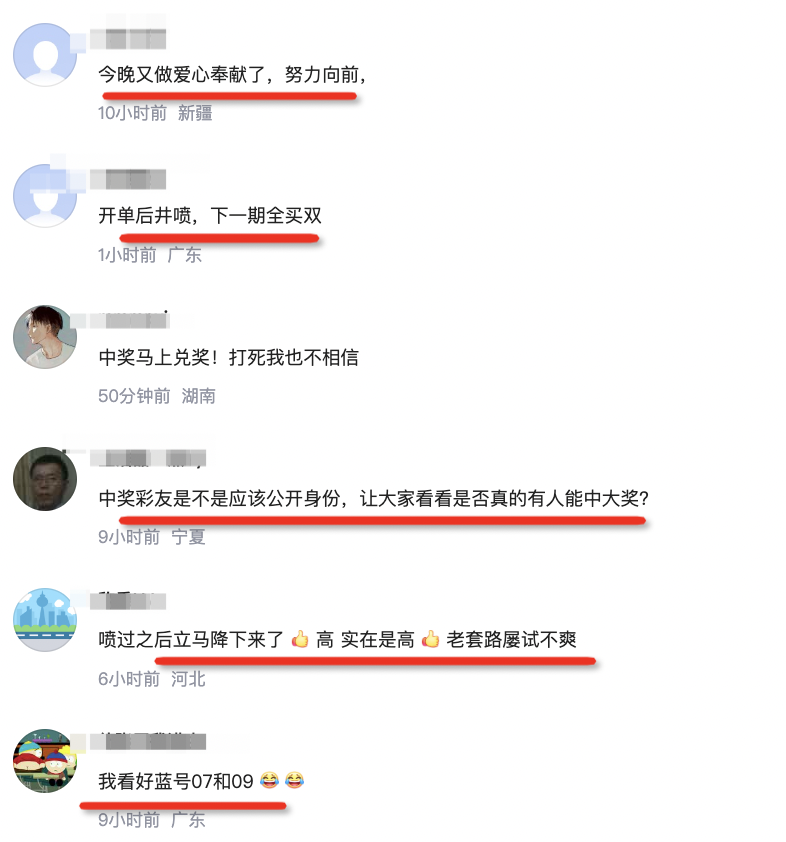 今晚又做爱心奉献了，努力向前，
10小时前 新疆
开单后井喷，下一期全买双
1小时前 广东
中奖马上兑奖！打死我也不相信
50分钟前 湖南
中奖彩友是不是应该公开身份，让大家看看是否真的有人能中大奖？
9小时前 宁夏
喷过之后立马降下来了 👍 高 实在是高 👍 老套路屡试不爽
6小时前 河北
我看好蓝号07和09 😂 😂
9小时前 广东